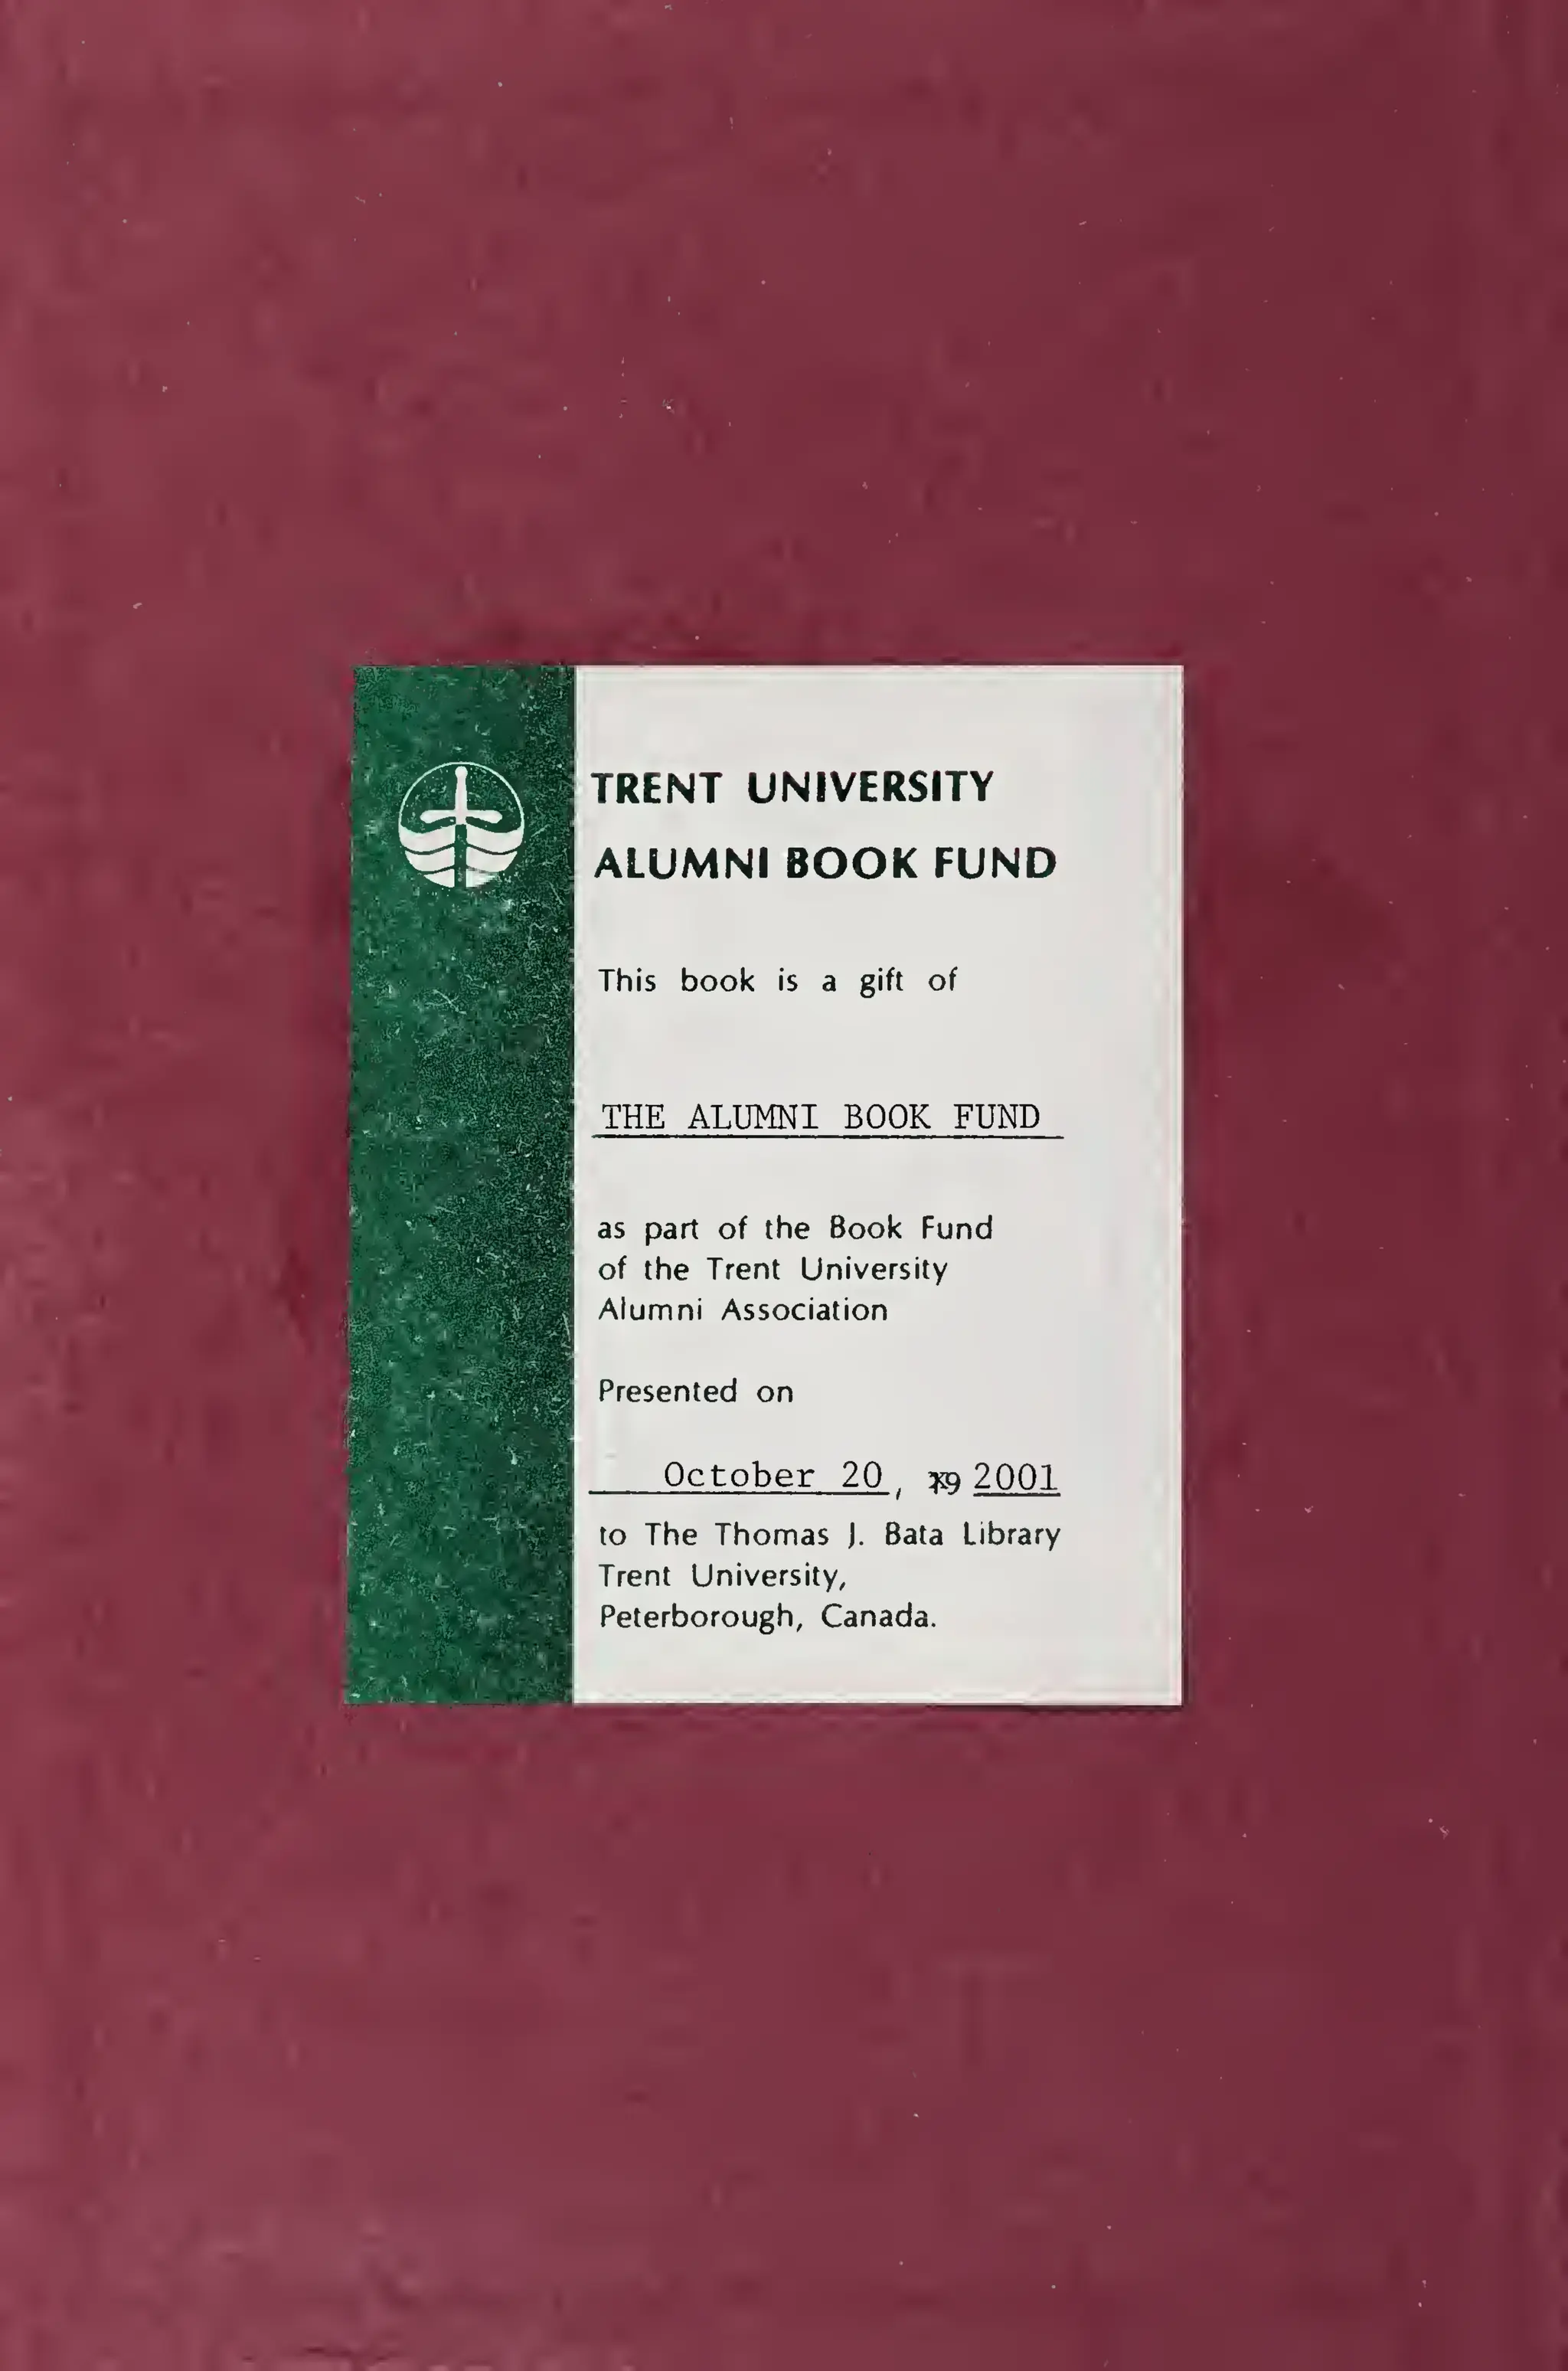 TRENT UNIVERSITY
ALUMNI BOOK FUND
This book is a gift of
THE ALUMNI BOOK FUND
as part of the Book Fund
of the Trent University
Alumni Association
Presented on
October 20, x9 2001
to The Thomas J. Bata Library
Trent University,
Peterborough, Canada.